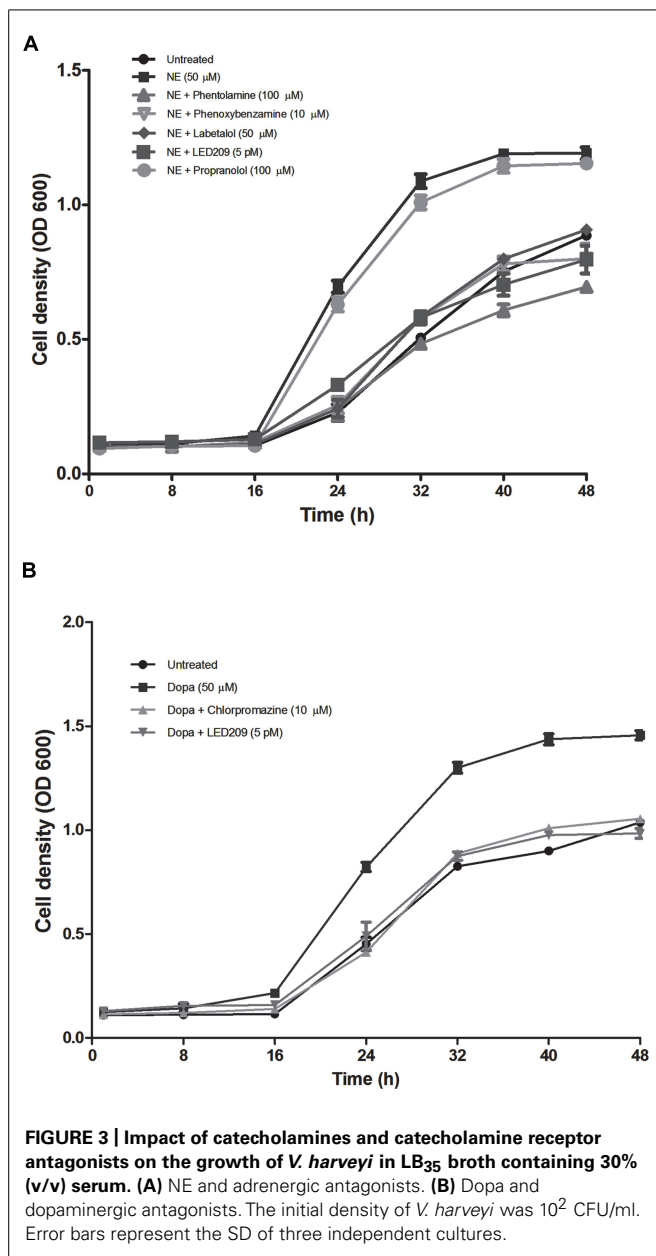 A
Untreated
NE (50 μM)
NE + Phentolamine (100 μM)
NE + Phenoxybenzamine (10 μM)
NE + Labetalol (50 μM)
NE + LED209 (5 pM)
NE + Propranolol (100 μM)
1.5
1.0
0.5
0.0
Cell density (OD 600)
0 8 16 24 32 40 48
Time (h)
B
Untreated
Dopa (50 μM)
Dopa + Chlorpromazine (10 μM)
Dopa + LED209 (5 pM)
2.0
1.5
1.0
0.5
0.0
Cell density (OD 600)
0 8 16 24 32 40 48
Time (h)
FIGURE 3 | Impact of catecholamines and catecholamine receptor
antagonists on the growth of V. harveyi in LB₃₅ broth containing 30%
(v/v) serum. (A) NE and adrenergic antagonists. (B) Dopa and
dopaminergic antagonists. The initial density of V. harveyi was 10² CFU/ml.
Error bars represent the SD of three independent cultures.